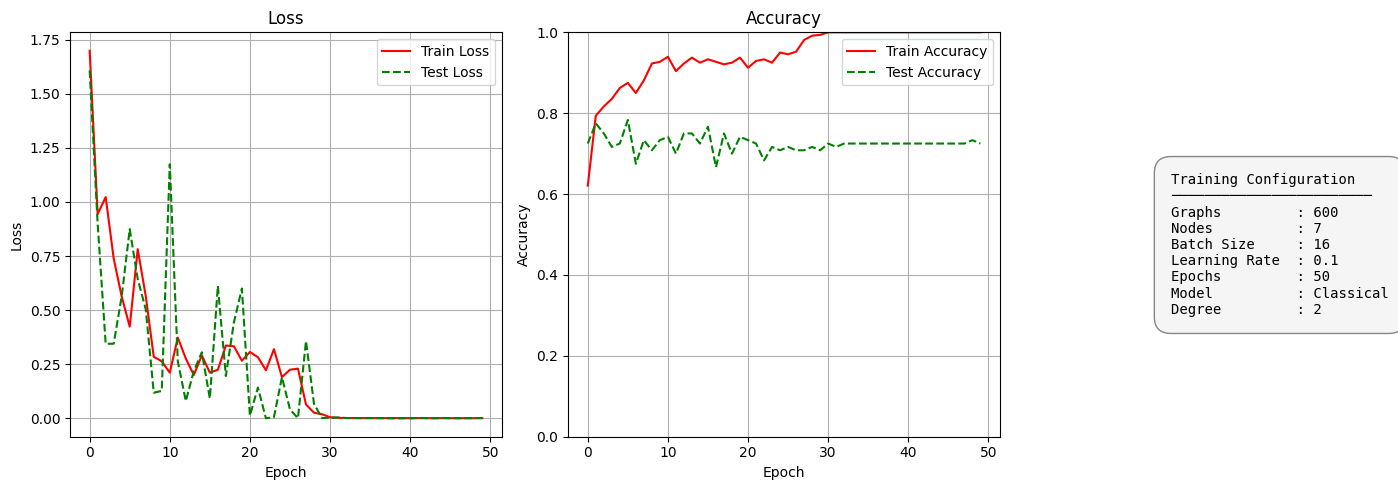 Loss
1.75
1.50
1.25
1.00
0.75
0.50
0.25
0.00
0 10 20 30 40 50
Epoch
Loss
Train Loss
Test Loss
Accuracy
1.0
0.8
0.6
0.4
0.2
0.0
0 10 20 30 40 50
Epoch
Accuracy
Train Accuracy
Test Accuracy
Training Configuration
Graphs : 600
Nodes : 7
Batch Size : 16
Learning Rate : 0.1
Epochs : 50
Model : Classical
Degree : 2